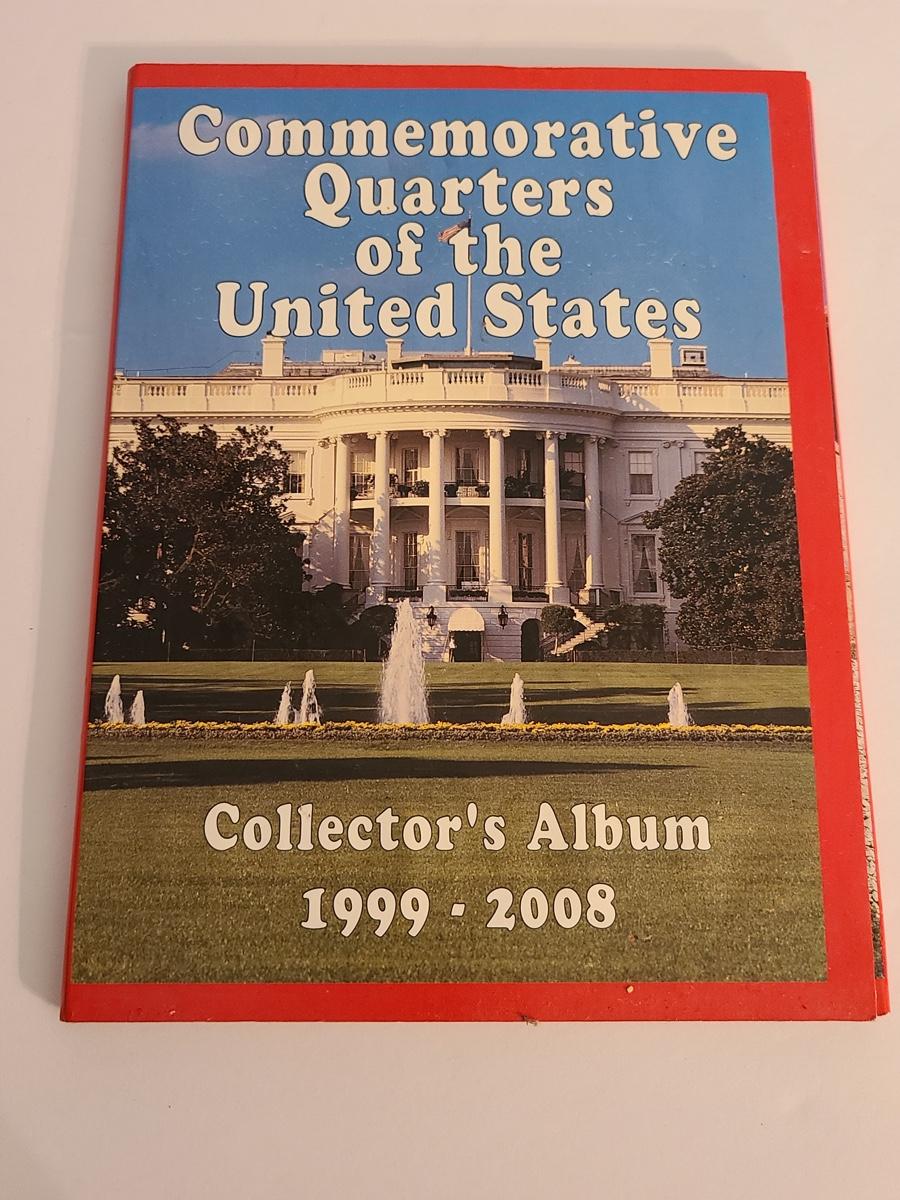 Commemorative
Quarters
of the
United States
Collector's Album
1999 - 2008